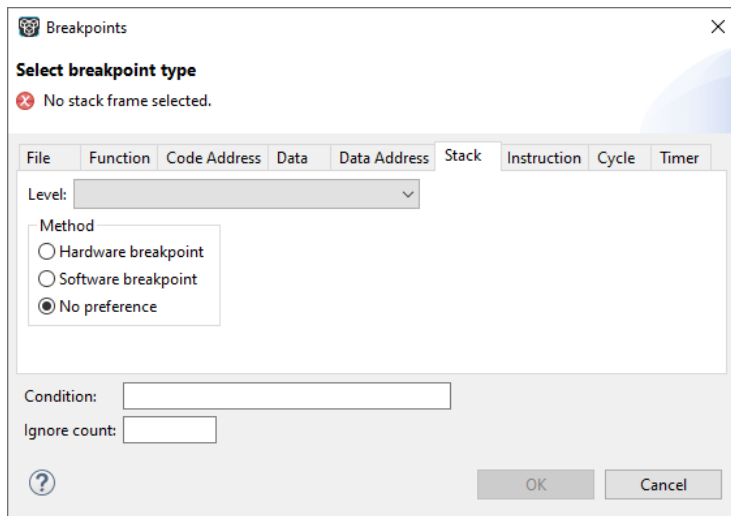 Breakpoints
Select breakpoint type
No stack frame selected.
File Function Code Address Data Data Address Stack Instruction Cycle Timer
Level:
Method
Hardware breakpoint
Software breakpoint
No preference
Condition:
Ignore count:
OK Cancel